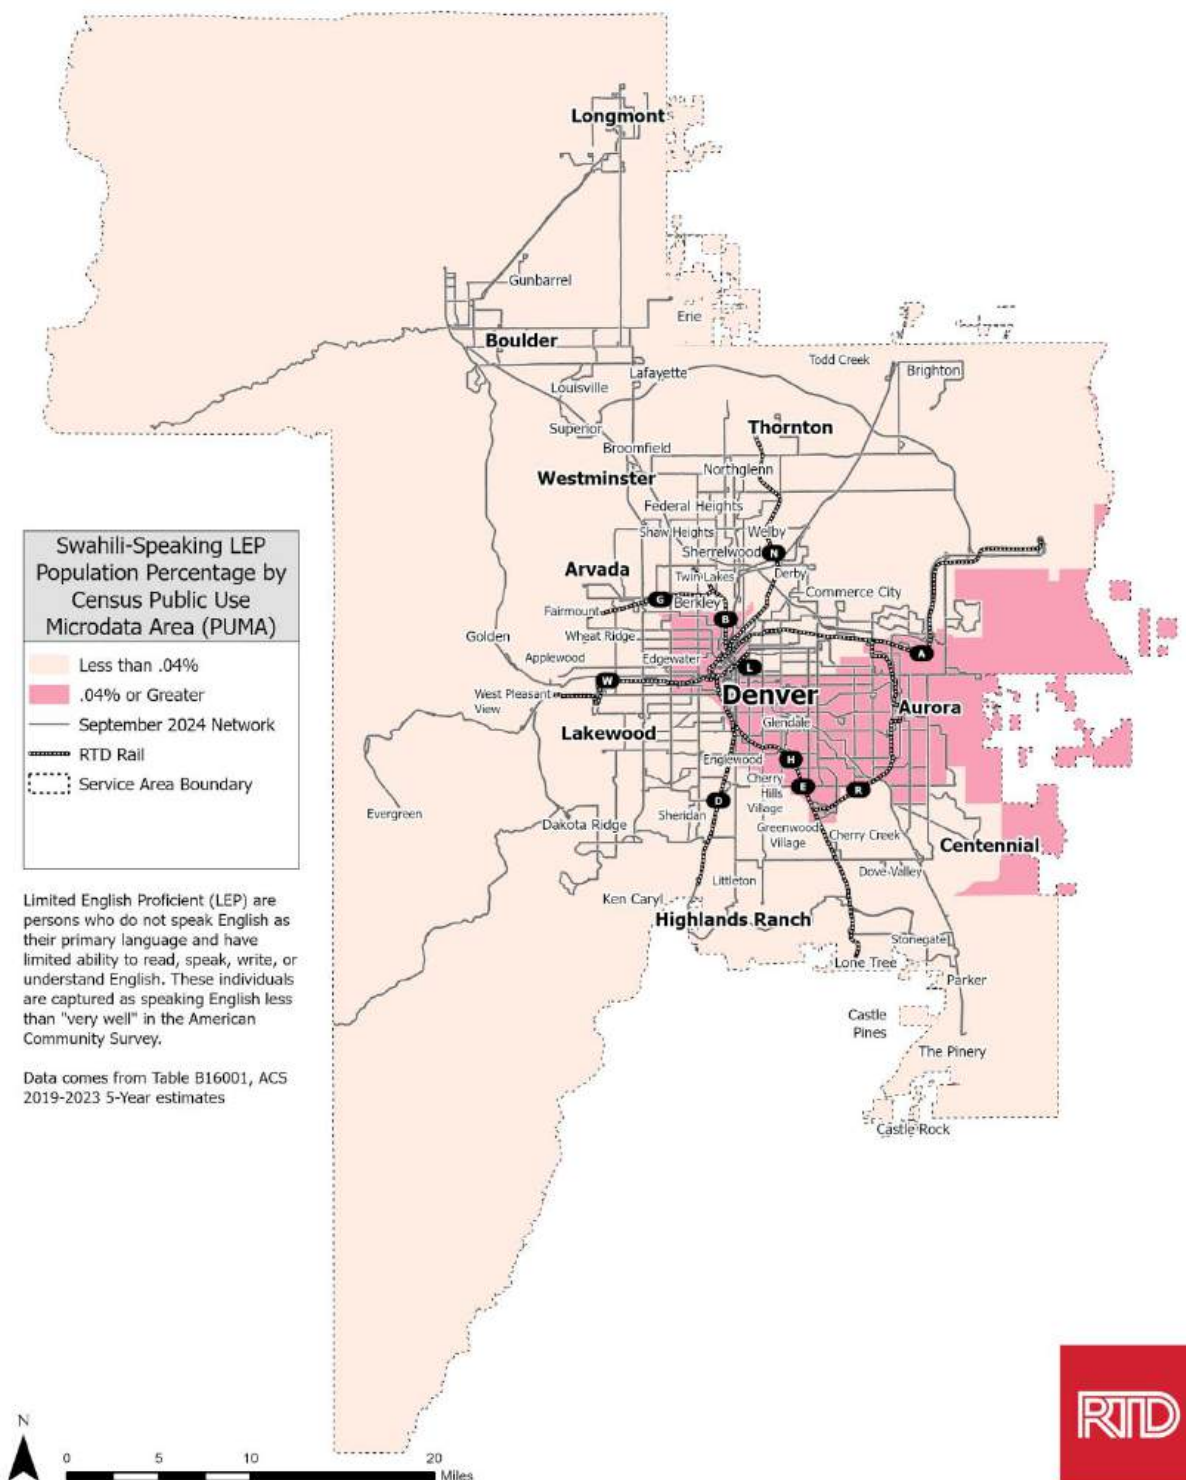 Longmont
Gunbarrel
Erie
Boulder
Todd Creek
Brighton
Lafayette
Louisville
Superior
Thornton
Broomfield
Northglenn
Westminster
Federal Heights
Shaw Heights
Welby
Sherrelwood
N
Arvada
Twin Lakes
Derby
Commerce City
G
Berkley
Fairmount
B
Golden
Wheat Ridge
Applewood
Edgewater
A
L
W
West Pleasant
View
Denver
Aurora
Glendale
Lakewood
Englewood
H
Cherry
Hills
Village
E
R
D
Sheridan
Evergreen
Dakota Ridge
Greenwood
Village
Cherry Creek
Centennial
Dove Valley
Littleton
Ken Caryl
Highlands Ranch
Stonegate
Lone Tree
Parker
Castle
Pines
The Pinery
Castle Rock
Swahili-Speaking LEP
Population Percentage by
Census Public Use
Microdata Area (PUMA)
Less than .04%
.04% or Greater
September 2024 Network
RTD Rail
Service Area Boundary
Limited English Proficient (LEP) are
persons who do not speak English as
their primary language and have
limited ability to read, speak, write, or
understand English. These individuals
are captured as speaking English less
than "very well" in the American
Community Survey.
Data comes from Table B16001, ACS
2019-2023 5-Year estimates
N
0 5 10 20
Miles
RTD